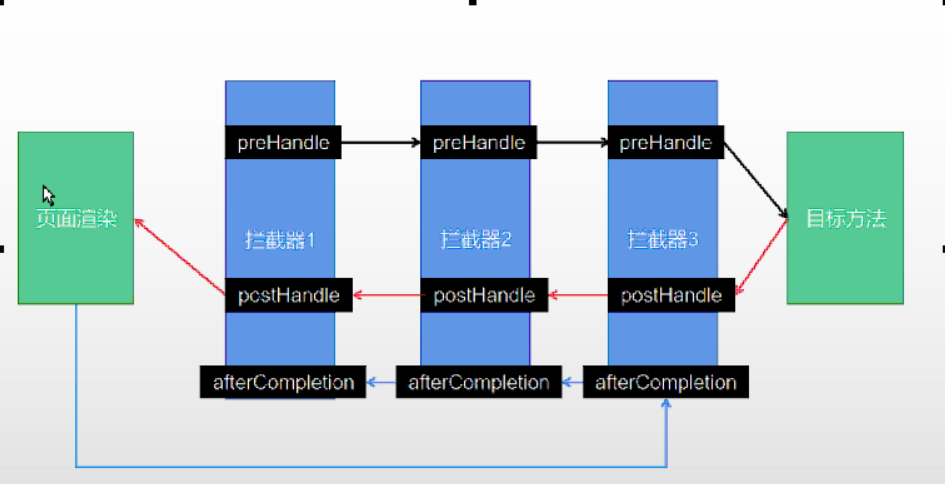 preHandle
preHandle
preHandle
页面渲染
拦截器1
拦截器2
拦截器3
目标方法
postHandle
postHandle
postHandle
afterCompletion
afterCompletion
afterCompletion